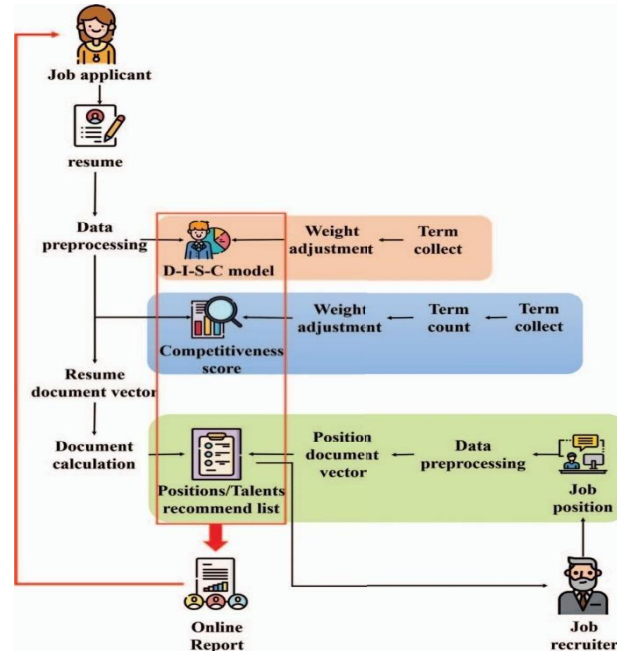 Job applicant
resume
Data
preprocessing
D-I-S-C model
Weight
adjustment
Term
collect
Competitiveness
score
Weight
adjustment
Term
count
Term
collect
Resume
document vector
Document
calculation
Positions/Talents
recommend list
Position
document
vector
Data
preprocessing
Job
position
Online
Report
Job
recruiter